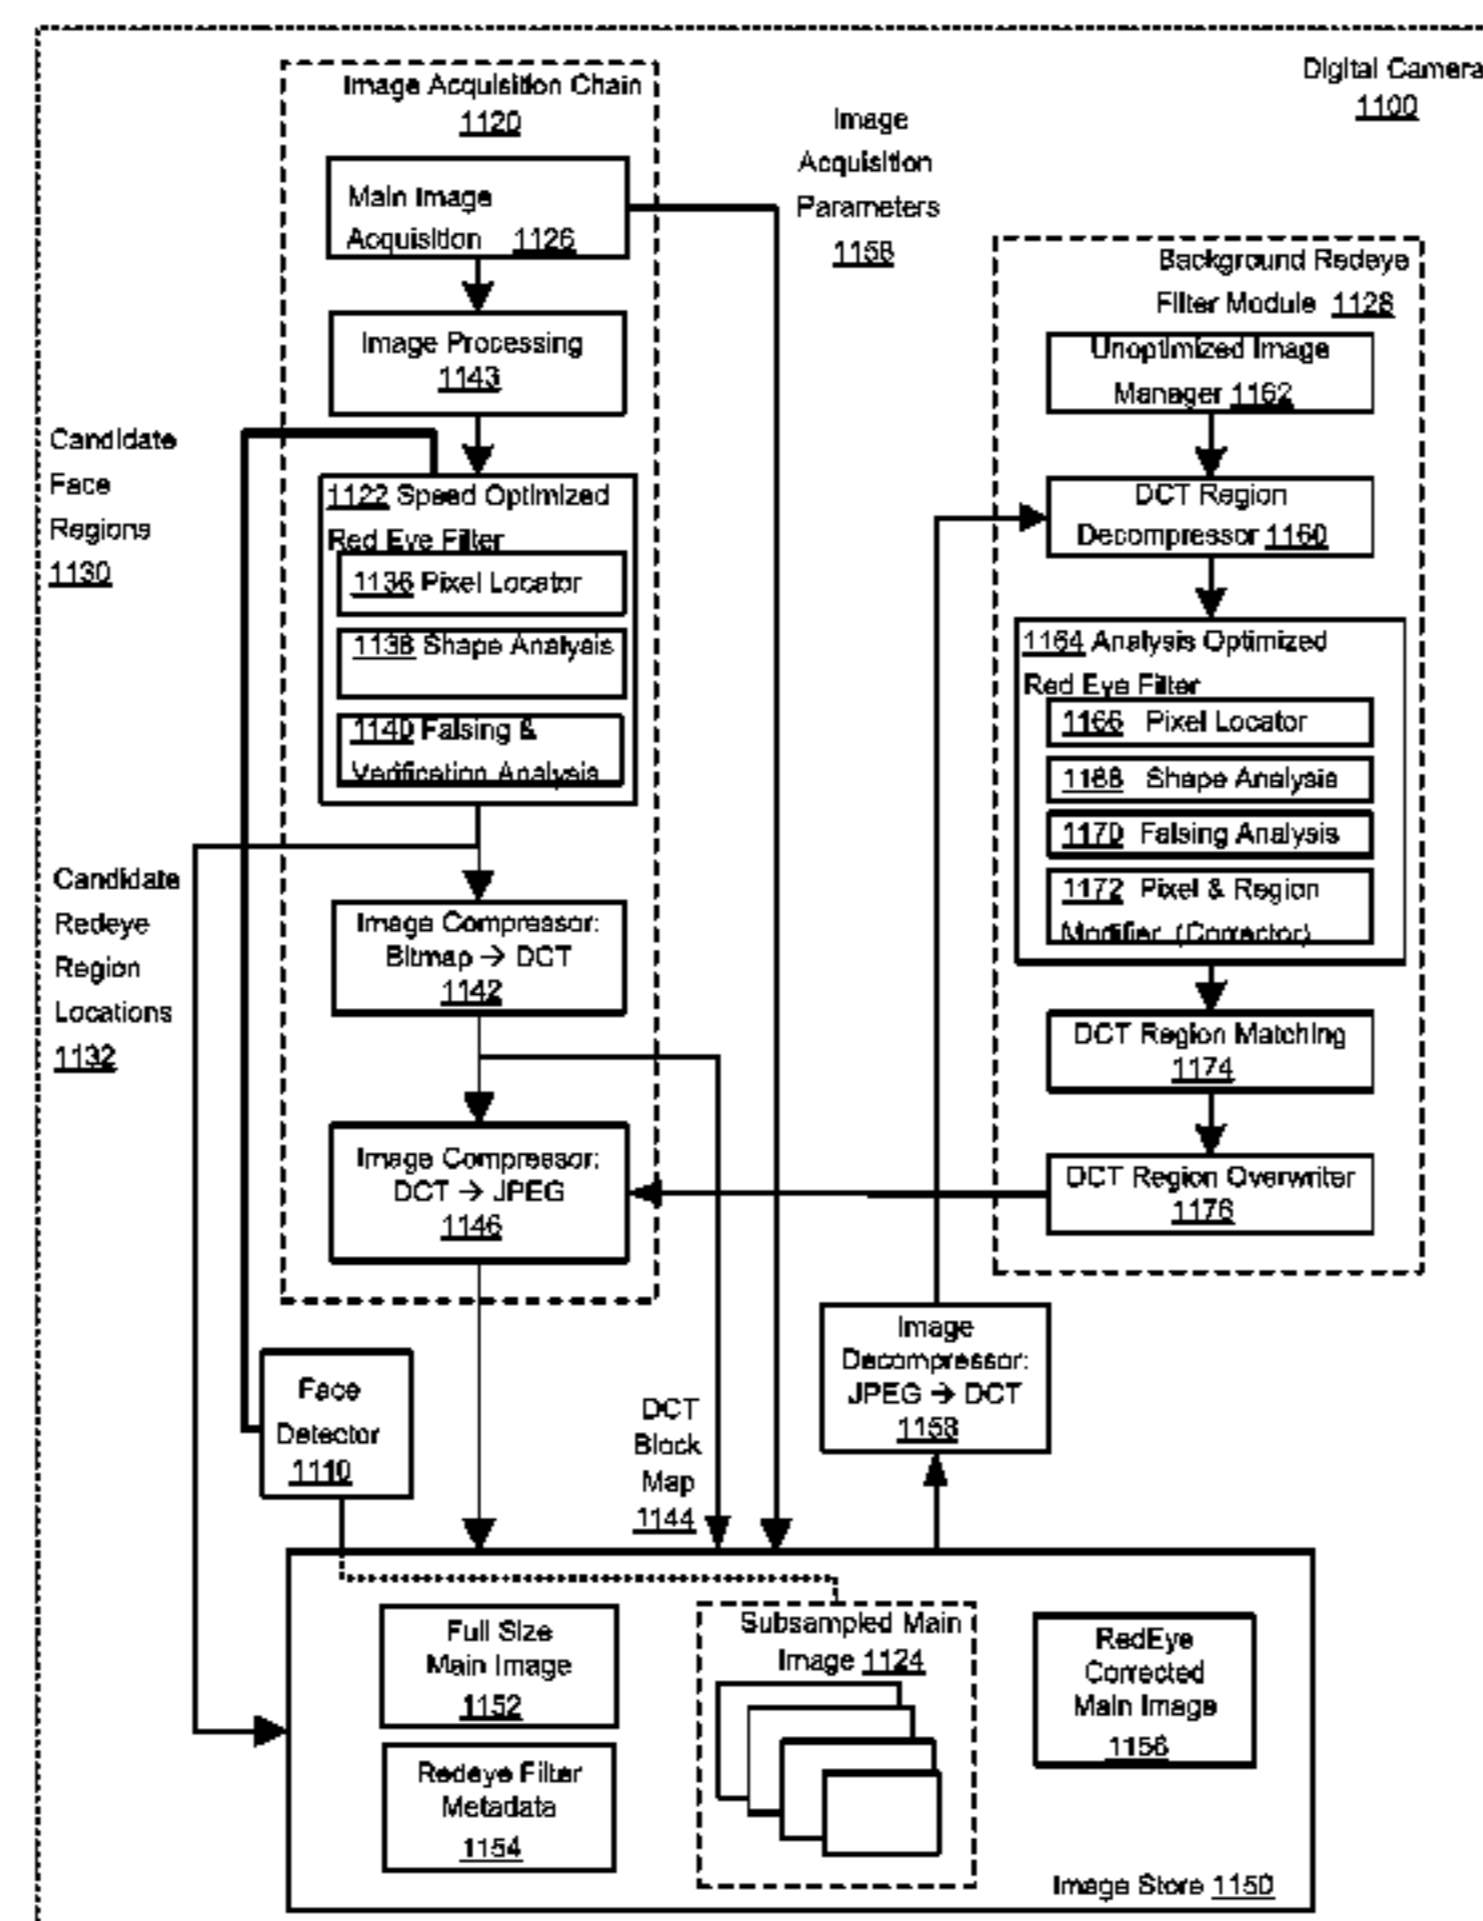 Digital Camera
1100
Image Acquisition Chain
1120
Main Image
Acquisition 1126
Image Processing
1143
1122 Speed Optimized
Red Eye Filter
1136 Pixel Locator
1138 Shape Analysis
1140 Falsing &
Verification Analysis
Image Compressor:
Bitmap → DCT
1142
Image Compressor:
DCT → JPEG
1146
Candidate
Face
Regions
1130
Candidate
Redeye
Region
Locations
1132
Face
Detector
1110
Image
Acquisition
Parameters
1158
DCT
Block
Map
1144
Background Redeye
Filter Module 1128
Unoptimized Image
Manager 1162
DCT Region
Decompressor 1160
1164 Analysis Optimized
Red Eye Filter
1166 Pixel Locator
1168 Shape Analysis
1170 Falsing Analysis
1172 Pixel & Region
Modifier (Corrector)
DCT Region Matching
1174
DCT Region Overwriter
1176
Image
Decompressor:
JPEG → DCT
1158
Full Size
Main Image
1152
Redeye Filter
Metadata
1154
Subsampled Main
Image 1124
RedEye
Corrected
Main Image
1156
Image Store 1150